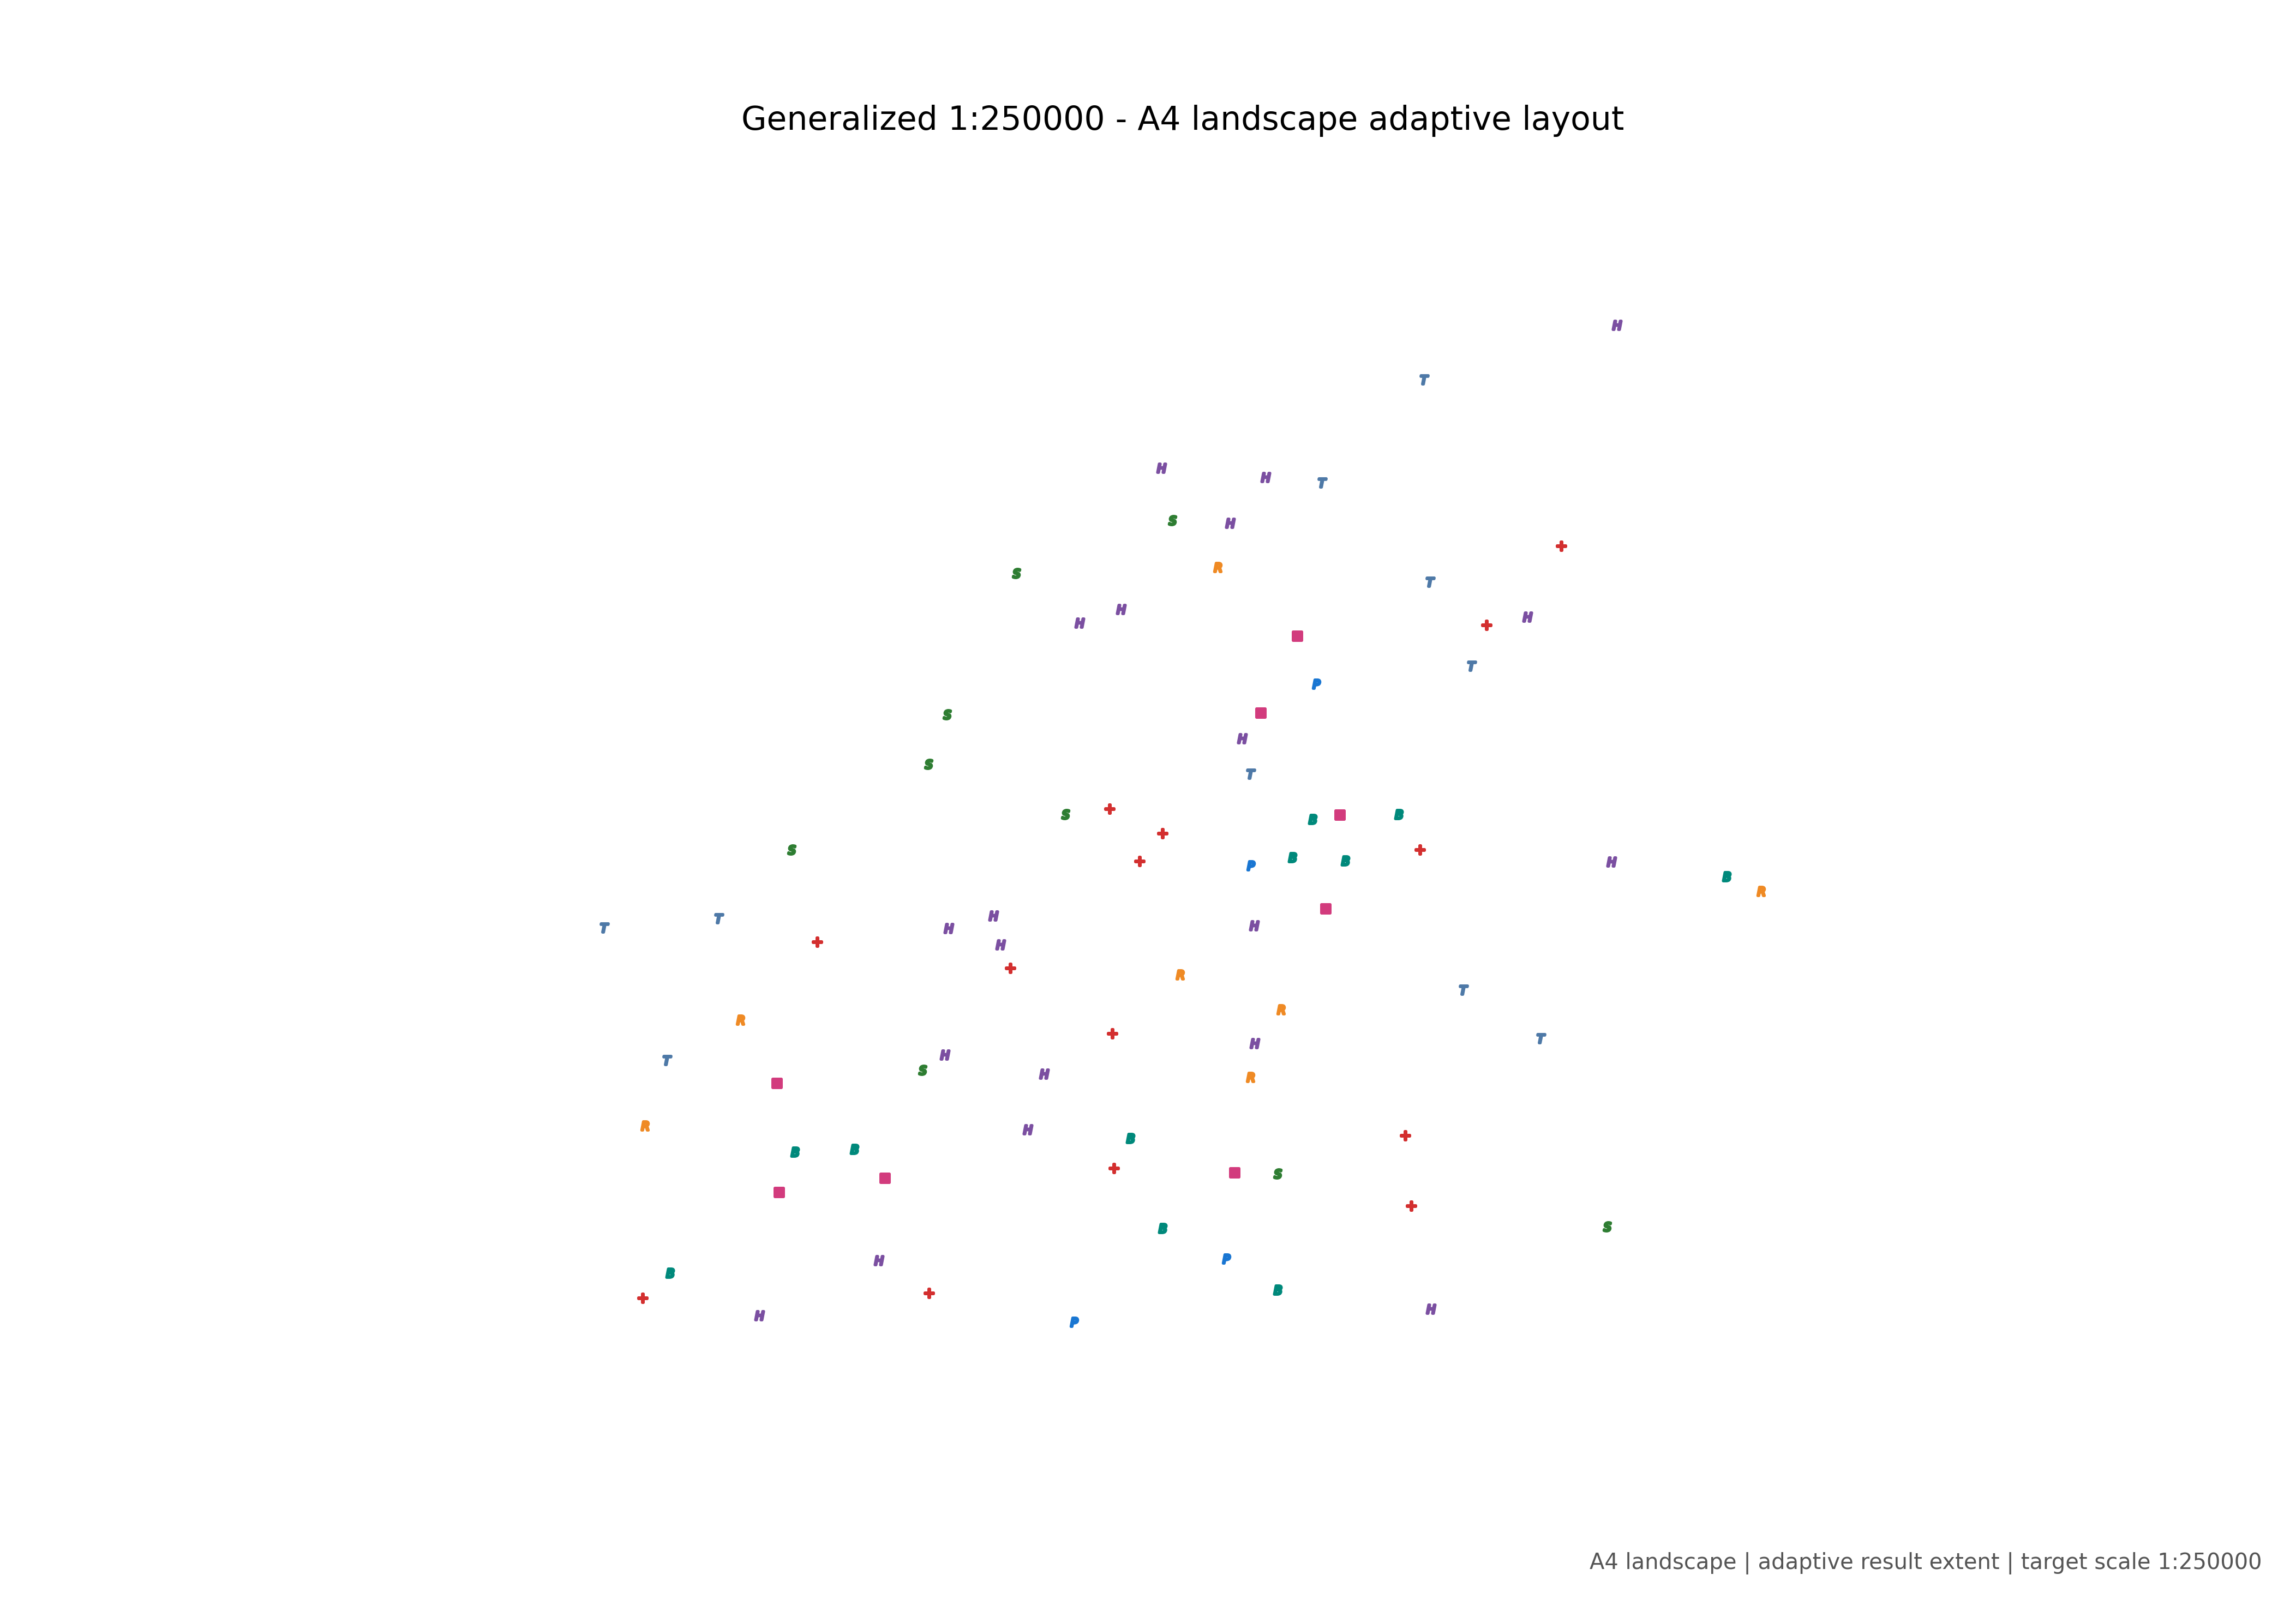 Generalized 1:250000 - A4 landscape adaptive layout
H
T
H
H T
S H
R
S
T
H H
H
T
P
S
H
S
T
S B B
S
B B P H
B
R
H T
T H H
H
R
T
R
R
T
H
H
T
S H
R
R
H B
B B
S
S
B
P
H
B
B
H
H
P
A4 landscape | adaptive result extent | target scale 1:250000